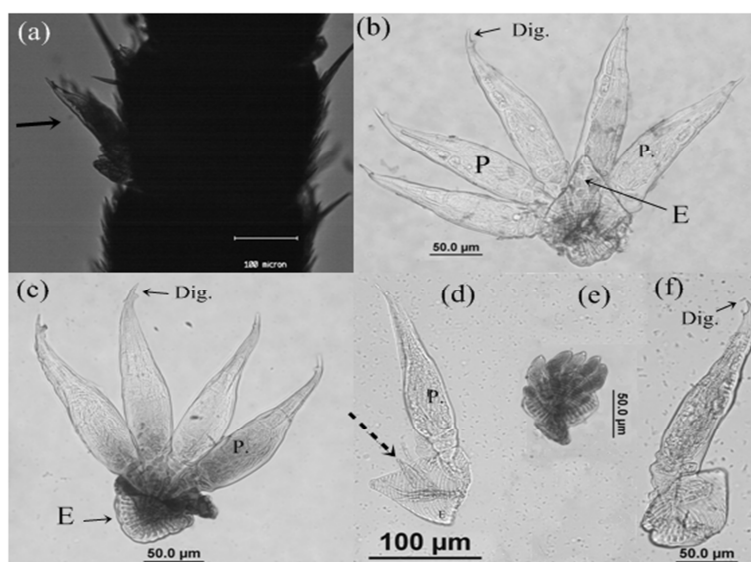 (a)
100 micron
(b)
Dig.
P
P.
E
50.0 µm
(c)
Dig.
P.
E
50.0 µm
(d)
P.
E
100 µm
(e)
50.0 µm
(f)
Dig.
50.0 µm